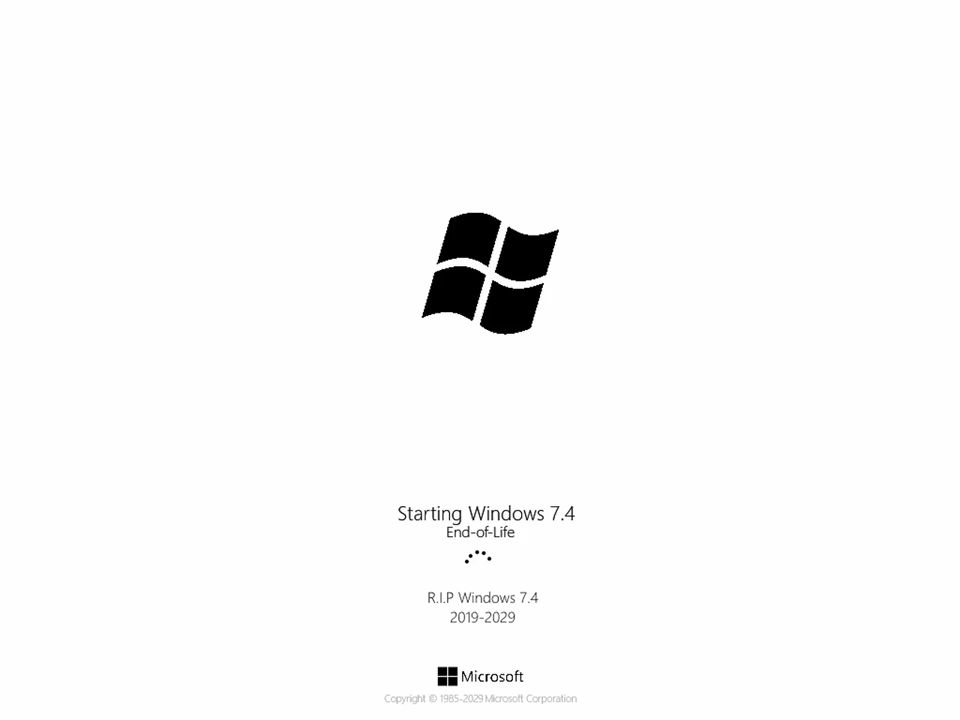 Starting Windows 7.4
End-of-Life
R.I.P Windows 7.4
2019-2029
Microsoft
Copyright © 1985-2029 Microsoft Corporation